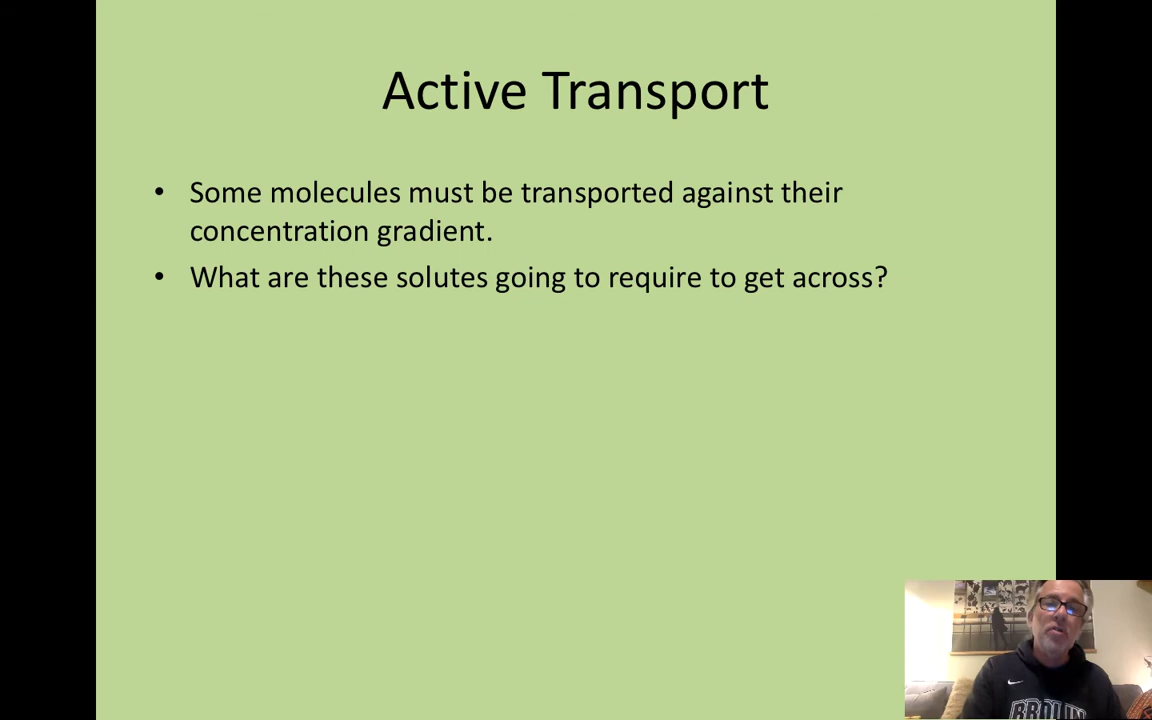 Active Transport
• Some molecules must be transported against their
concentration gradient.
• What are these solutes going to require to get across?